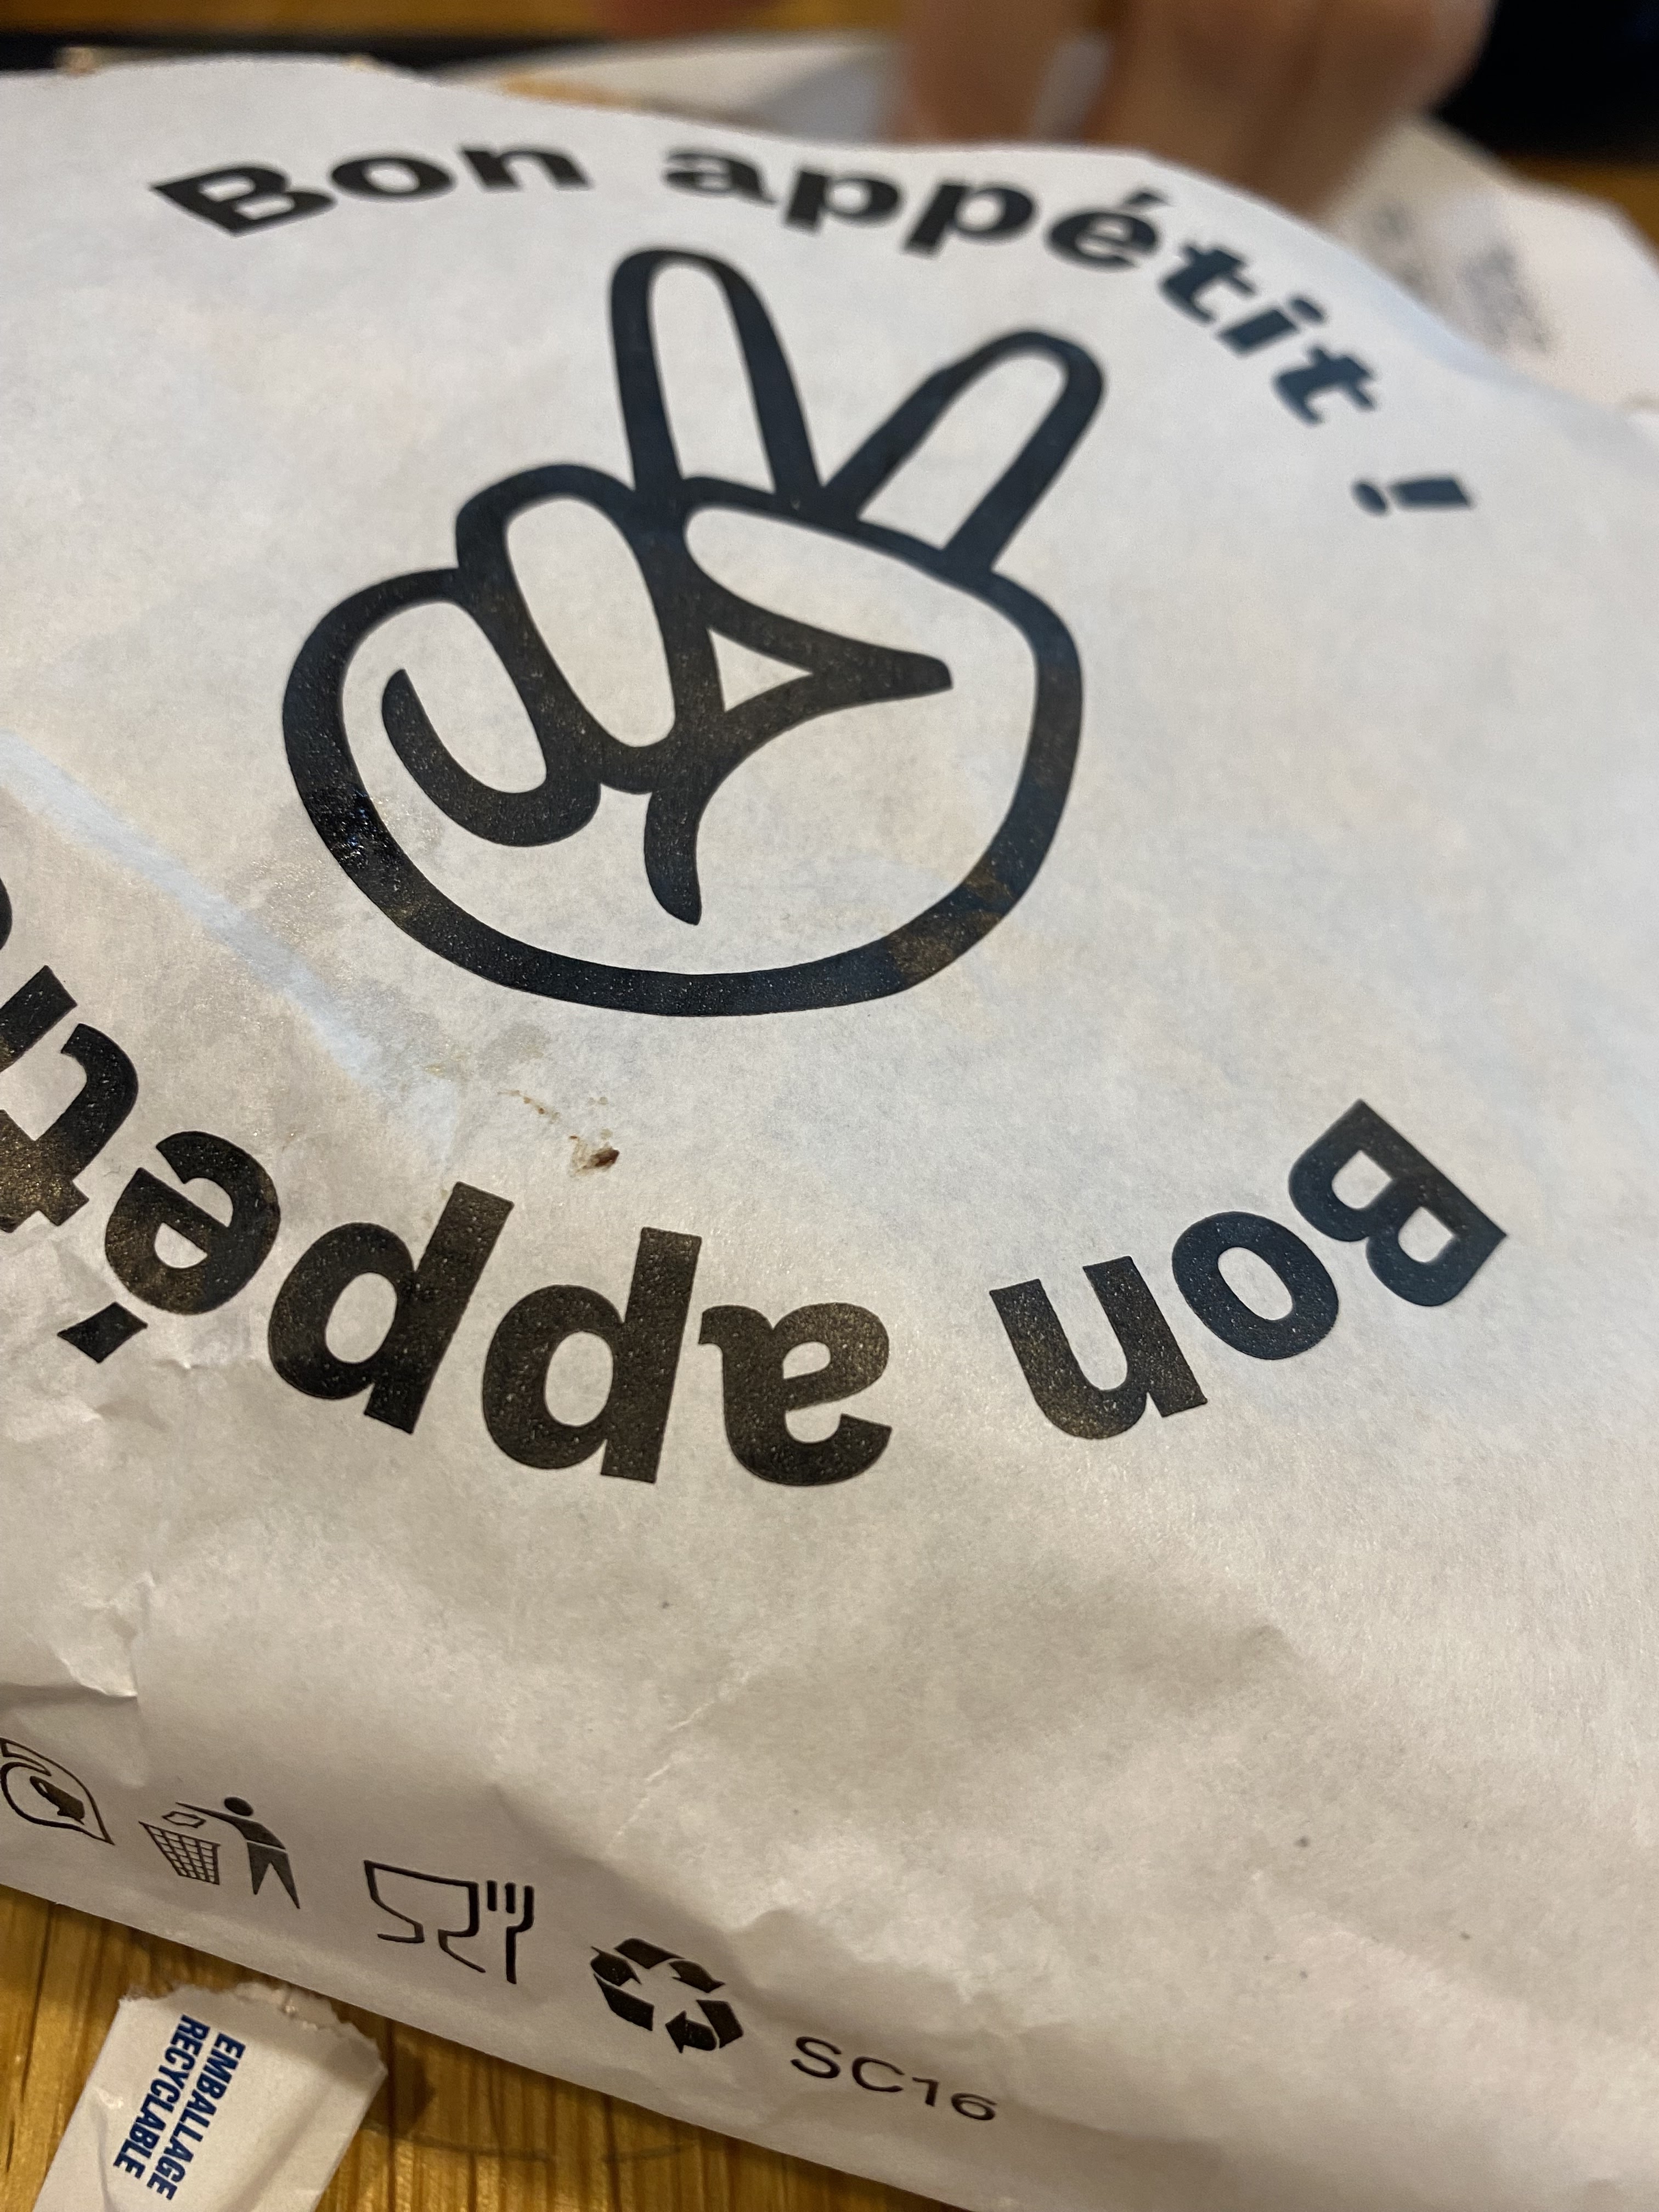 Bon appétit !
Bon appét
SC16
EMBALLAGE
RECYCLABLE